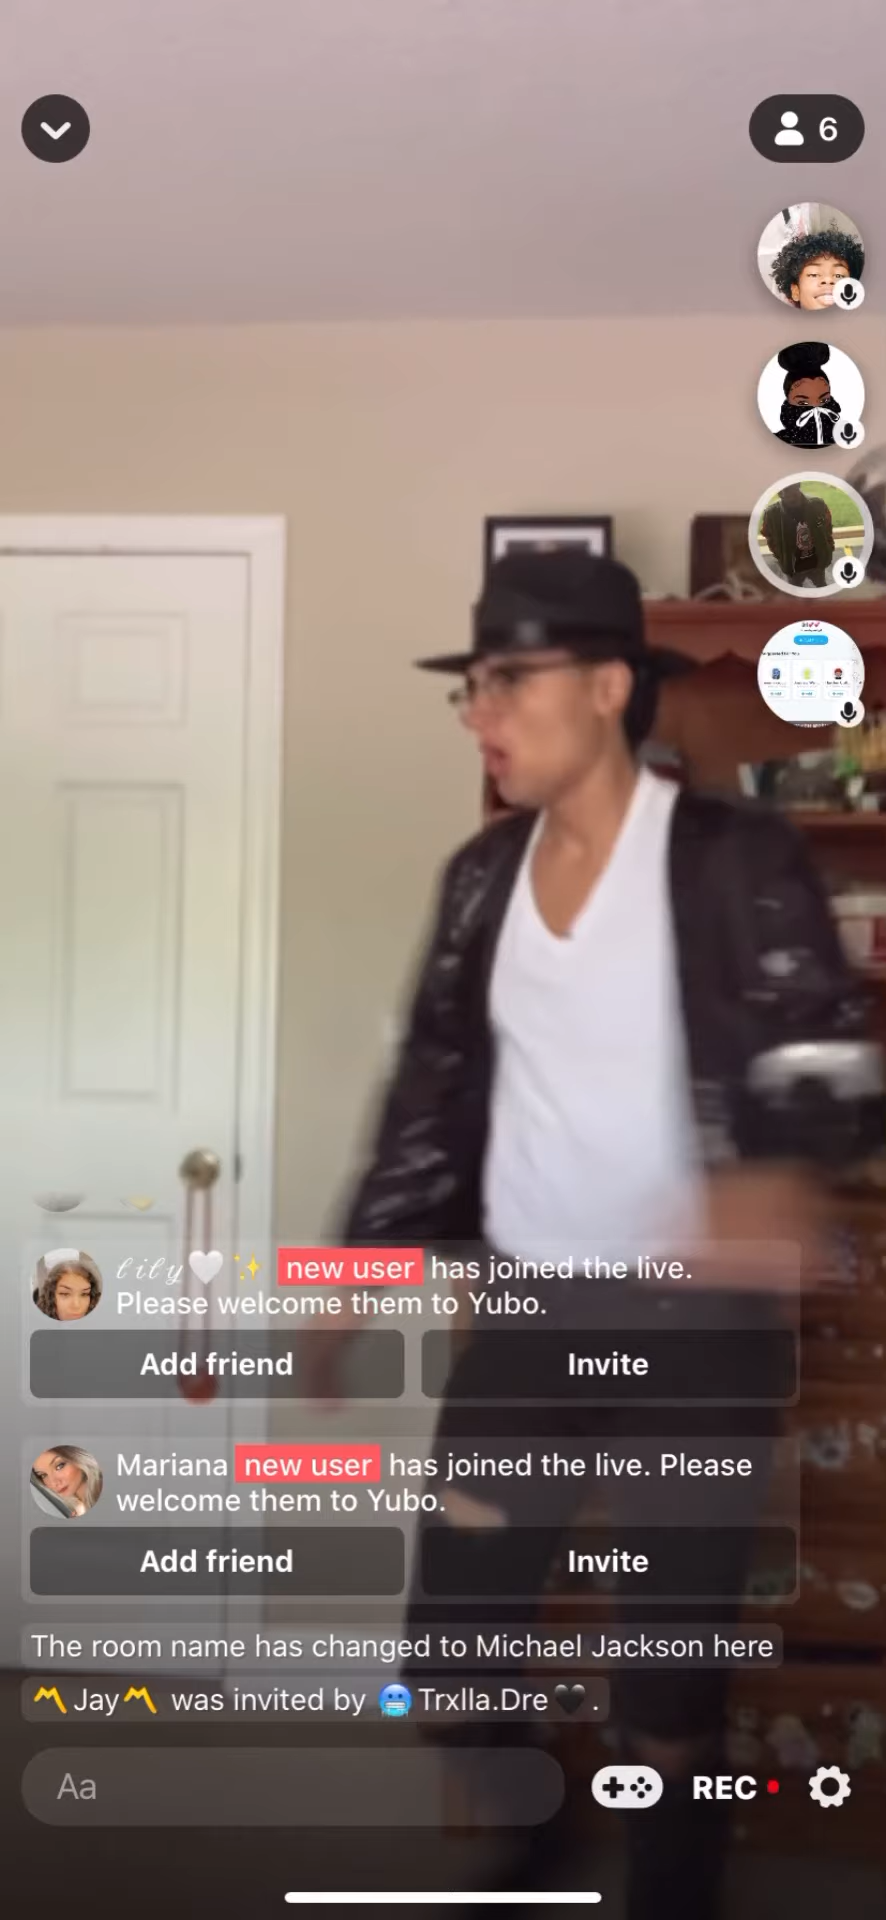 6
𝓁𝒾𝓁𝓎🤍✨ new user has joined the live.
Please welcome them to Yubo.
Add friend
Invite
Mariana new user has joined the live. Please
welcome them to Yubo.
Add friend
Invite
The room name has changed to Michael Jackson here
〽️Jay〽️ was invited by 🥶Trxlla.Dre🖤.
Aa
REC